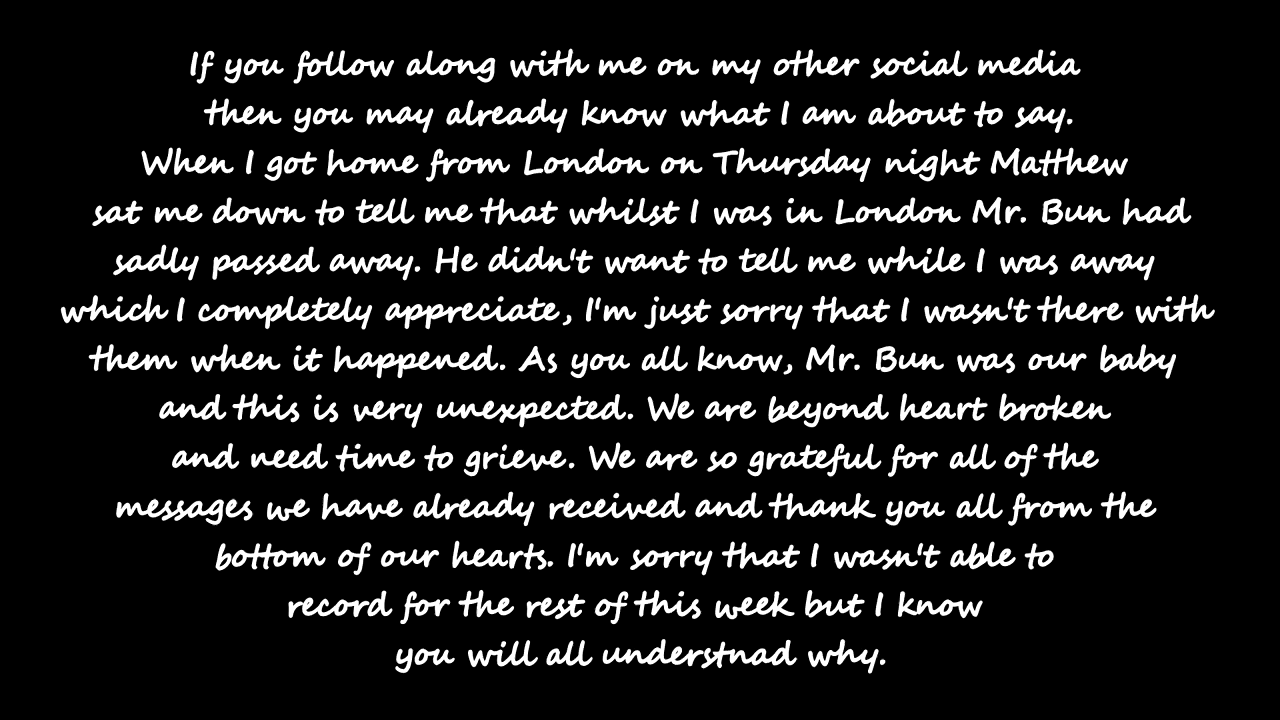 If you follow along with me on my other social media
then you may already know what I am about to say.
When I got home from London on Thursday night Matthew
sat me down to tell me that whilst I was in London Mr. Bun had
sadly passed away. He didn't want to tell me while I was away
which I completely appreciate, I'm just sorry that I wasn't there with
them when it happened. As you all know, Mr. Bun was our baby
and this is very unexpected. We are beyond heart broken
and need time to grieve. We are so grateful for all of the
messages we have already received and thank you all from the
bottom of our hearts. I'm sorry that I wasn't able to
record for the rest of this week but I know
you will all understnad why.